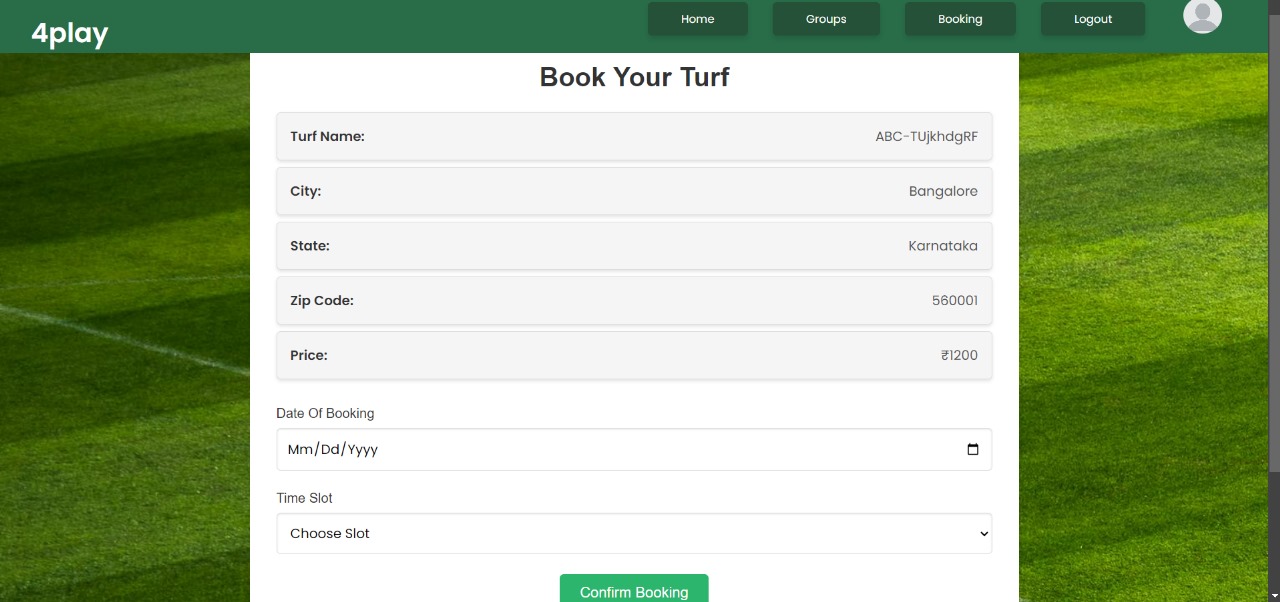 4play
Home
Groups
Booking
Logout
Book Your Turf
Turf Name: ABC-TUjkhdgRF
City: Bangalore
State: Karnataka
Zip Code: 560001
Price: ₹1200
Date Of Booking
Mm/Dd/Yyyy
Time Slot
Choose Slot
Confirm Booking